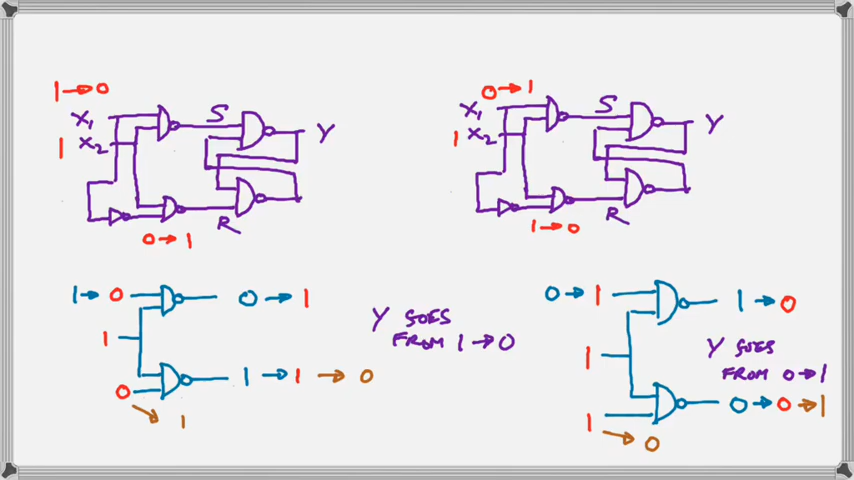 1→0
X1 S
1 X2 Y
0→1 R
0→1
X1 S
1 X2 Y
1→0 R
1→0 0→1
1
0 1→1→0
→1
Y GOES
FROM 1→0
0→1 1→0
1
1 0→0→1
→0
Y GOES
FROM 0→1